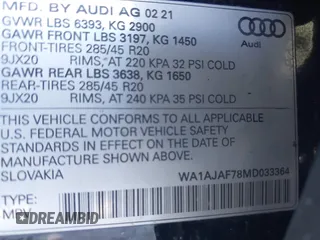 MFD. BY AUDI AG 02 21
GVWR LBS 6393, KG 2900
GAWR FRONT LBS 3197, KG 1450
FRONT-TIRES 285/45 R20
9JX20 RIMS, AT 220 KPA 32 PSI COLD
GAWR REAR LBS 3638, KG 1650
REAR-TIRES 285/45 R20
9JX20 RIMS, AT 240 KPA 35 PSI COLD
THIS VEHICLE CONFORMS TO ALL APPLICABLE
U.S. FEDERAL MOTOR VEHICLE SAFETY
STANDARDS IN EFFECT ON THE DATE OF
MANUFACTURE SHOWN ABOVE.
SLOVAKIA WA1AJAF78MD033364
TYPE:
MPV
Audi
© iDreamBid